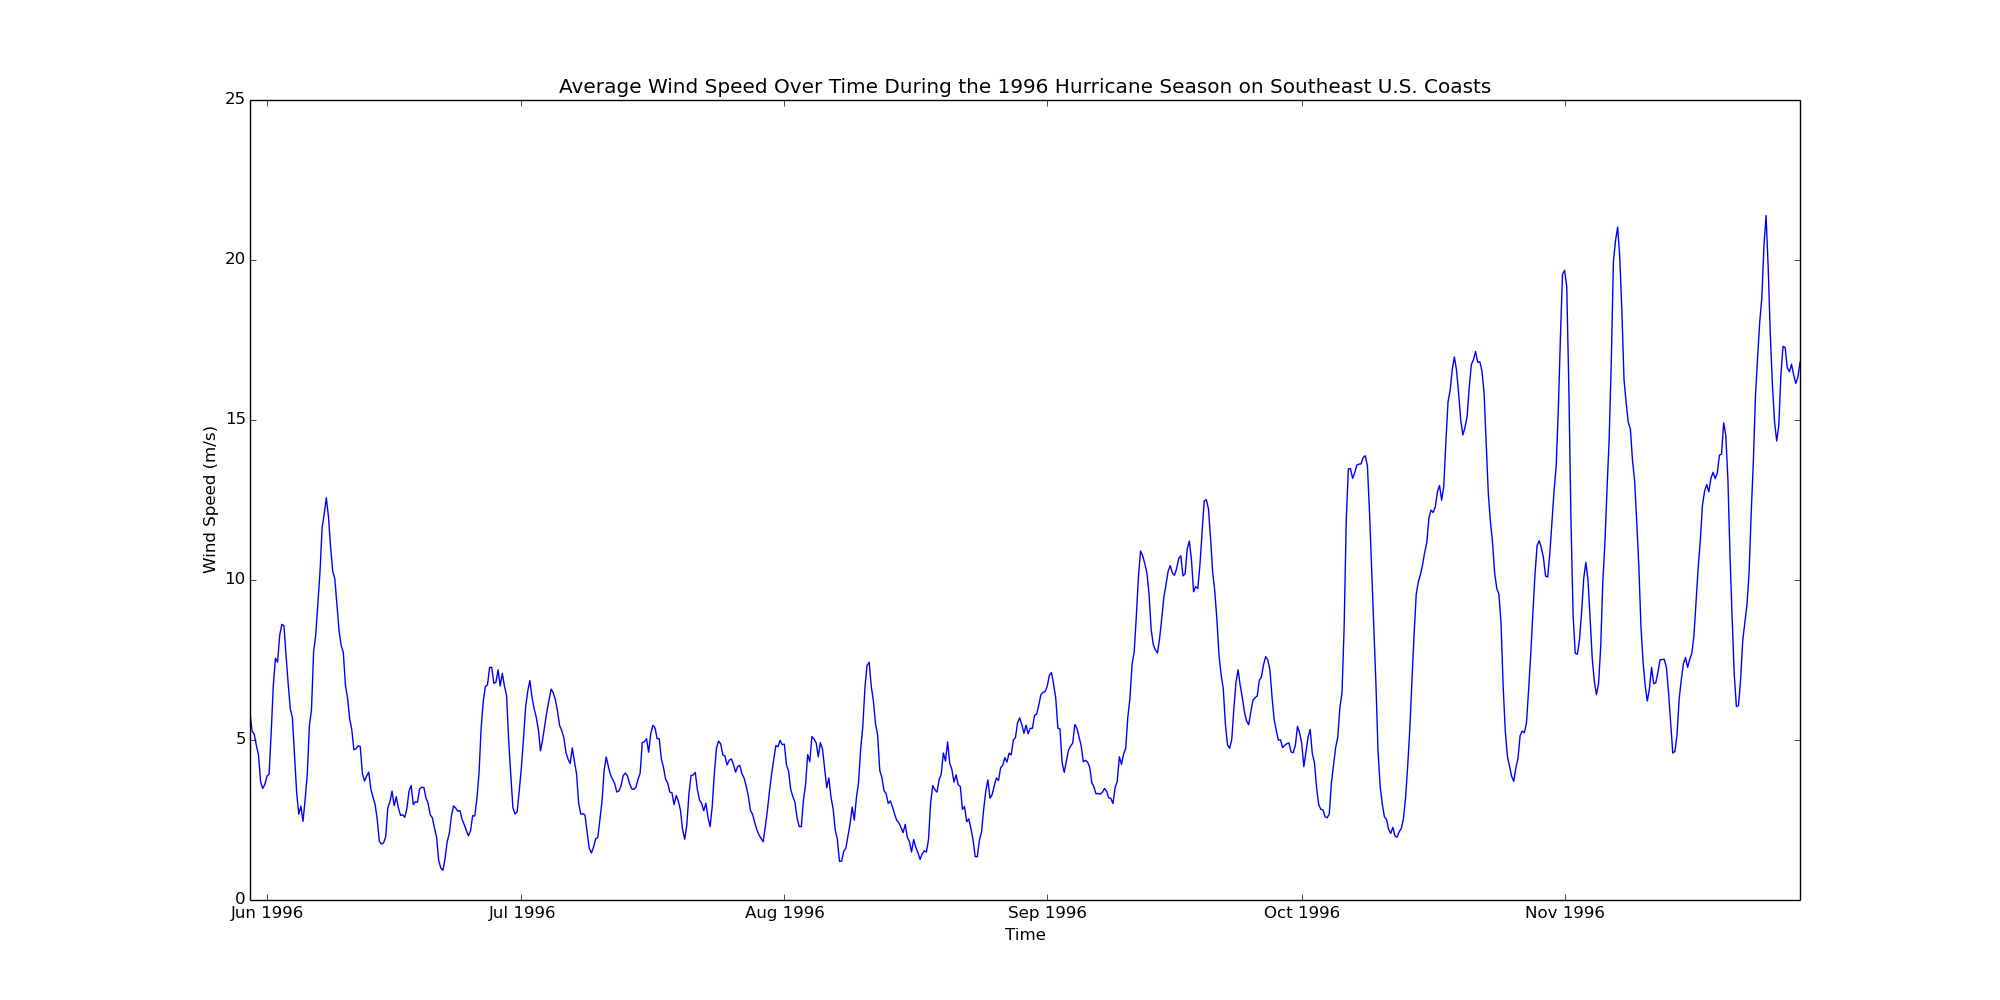 Average Wind Speed Over Time During the 1996 Hurricane Season on Southeast U.S. Coasts
25
20
15
10
5
0
Wind Speed (m/s)
Jun 1996 Jul 1996 Aug 1996 Sep 1996 Oct 1996 Nov 1996
Time